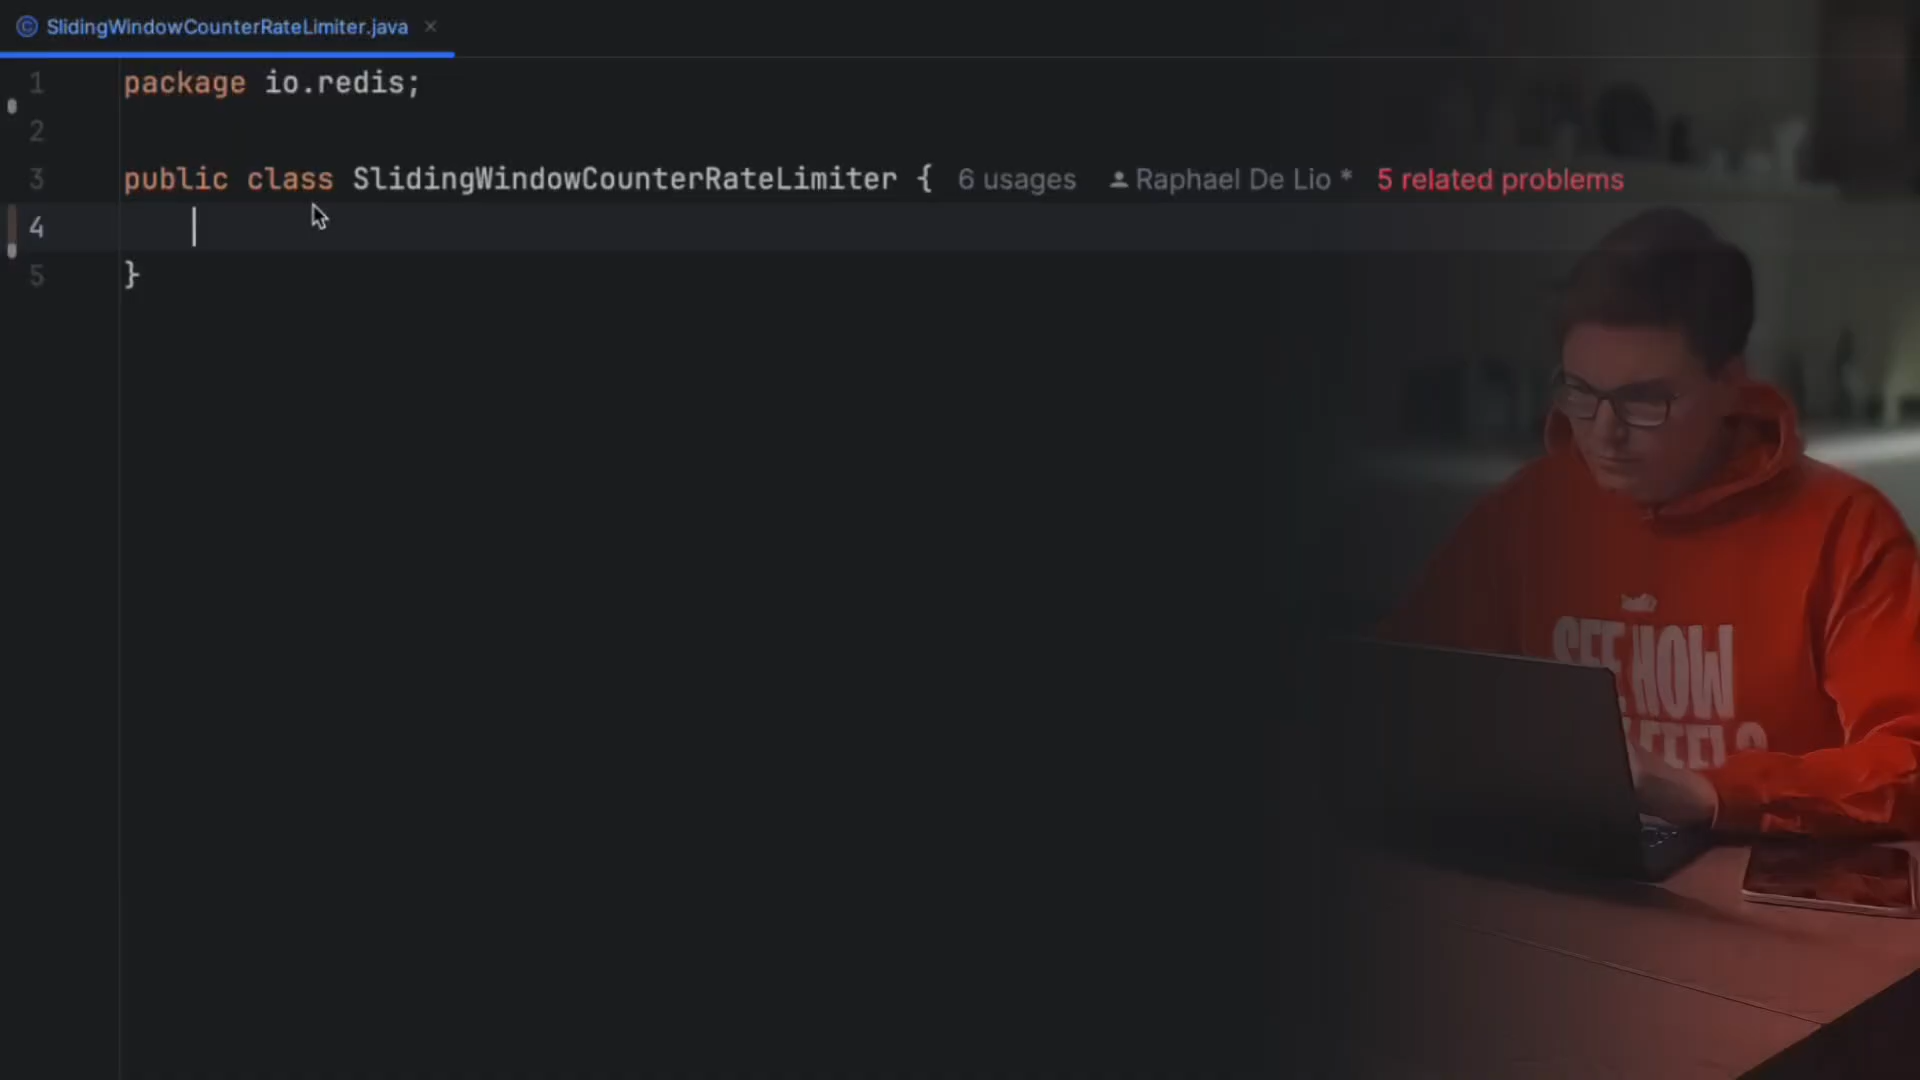 SlidingWindowCounterRateLimiter.java
1 package io.redis;
2
3 public class SlidingWindowCounterRateLimiter { 6 usages Raphael De Lio * 5 related problems
4
5 }
SEE HOW
FEELS